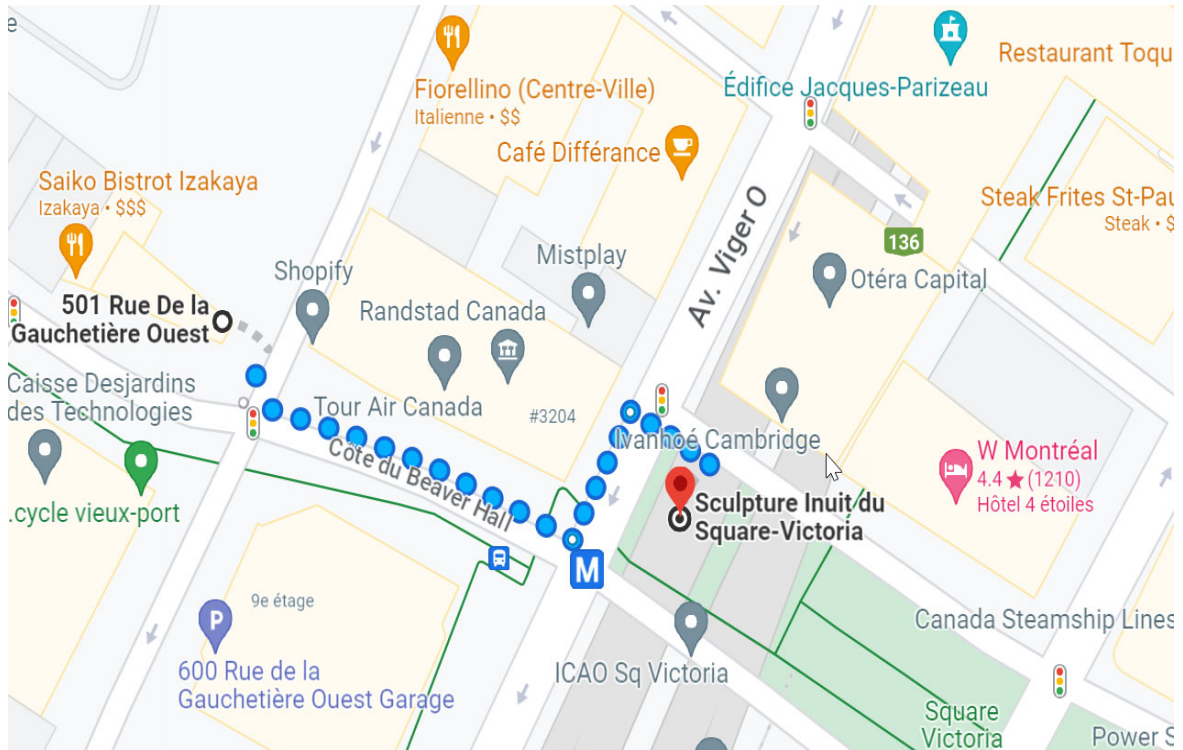 e
Fiorellino (Centre-Ville)
Italienne • $$
Édifice Jacques-Parizeau
Restaurant Toqu
Café Différance
Saiko Bistrot Izakaya
Izakaya • $$$
Steak Frites St-Pau
Steak • $
Av. Viger O
136
Mistplay
Shopify
Otéra Capital
501 Rue De la
Gauchetière Ouest
Randstad Canada
Caisse Desjardins
des Technologies
Tour Air Canada
#3204
Ivanhoé Cambridge
Côte du Beaver Hall
W Montréal
4.4 ★ (1210)
Hôtel 4 étoiles
.cycle vieux-port
Sculpture Inuit du
Square-Victoria
M
9e étage
P
600 Rue de la
Gauchetière Ouest Garage
ICAO Sq Victoria
Canada Steamship Lines
Square
Victoria
Power S